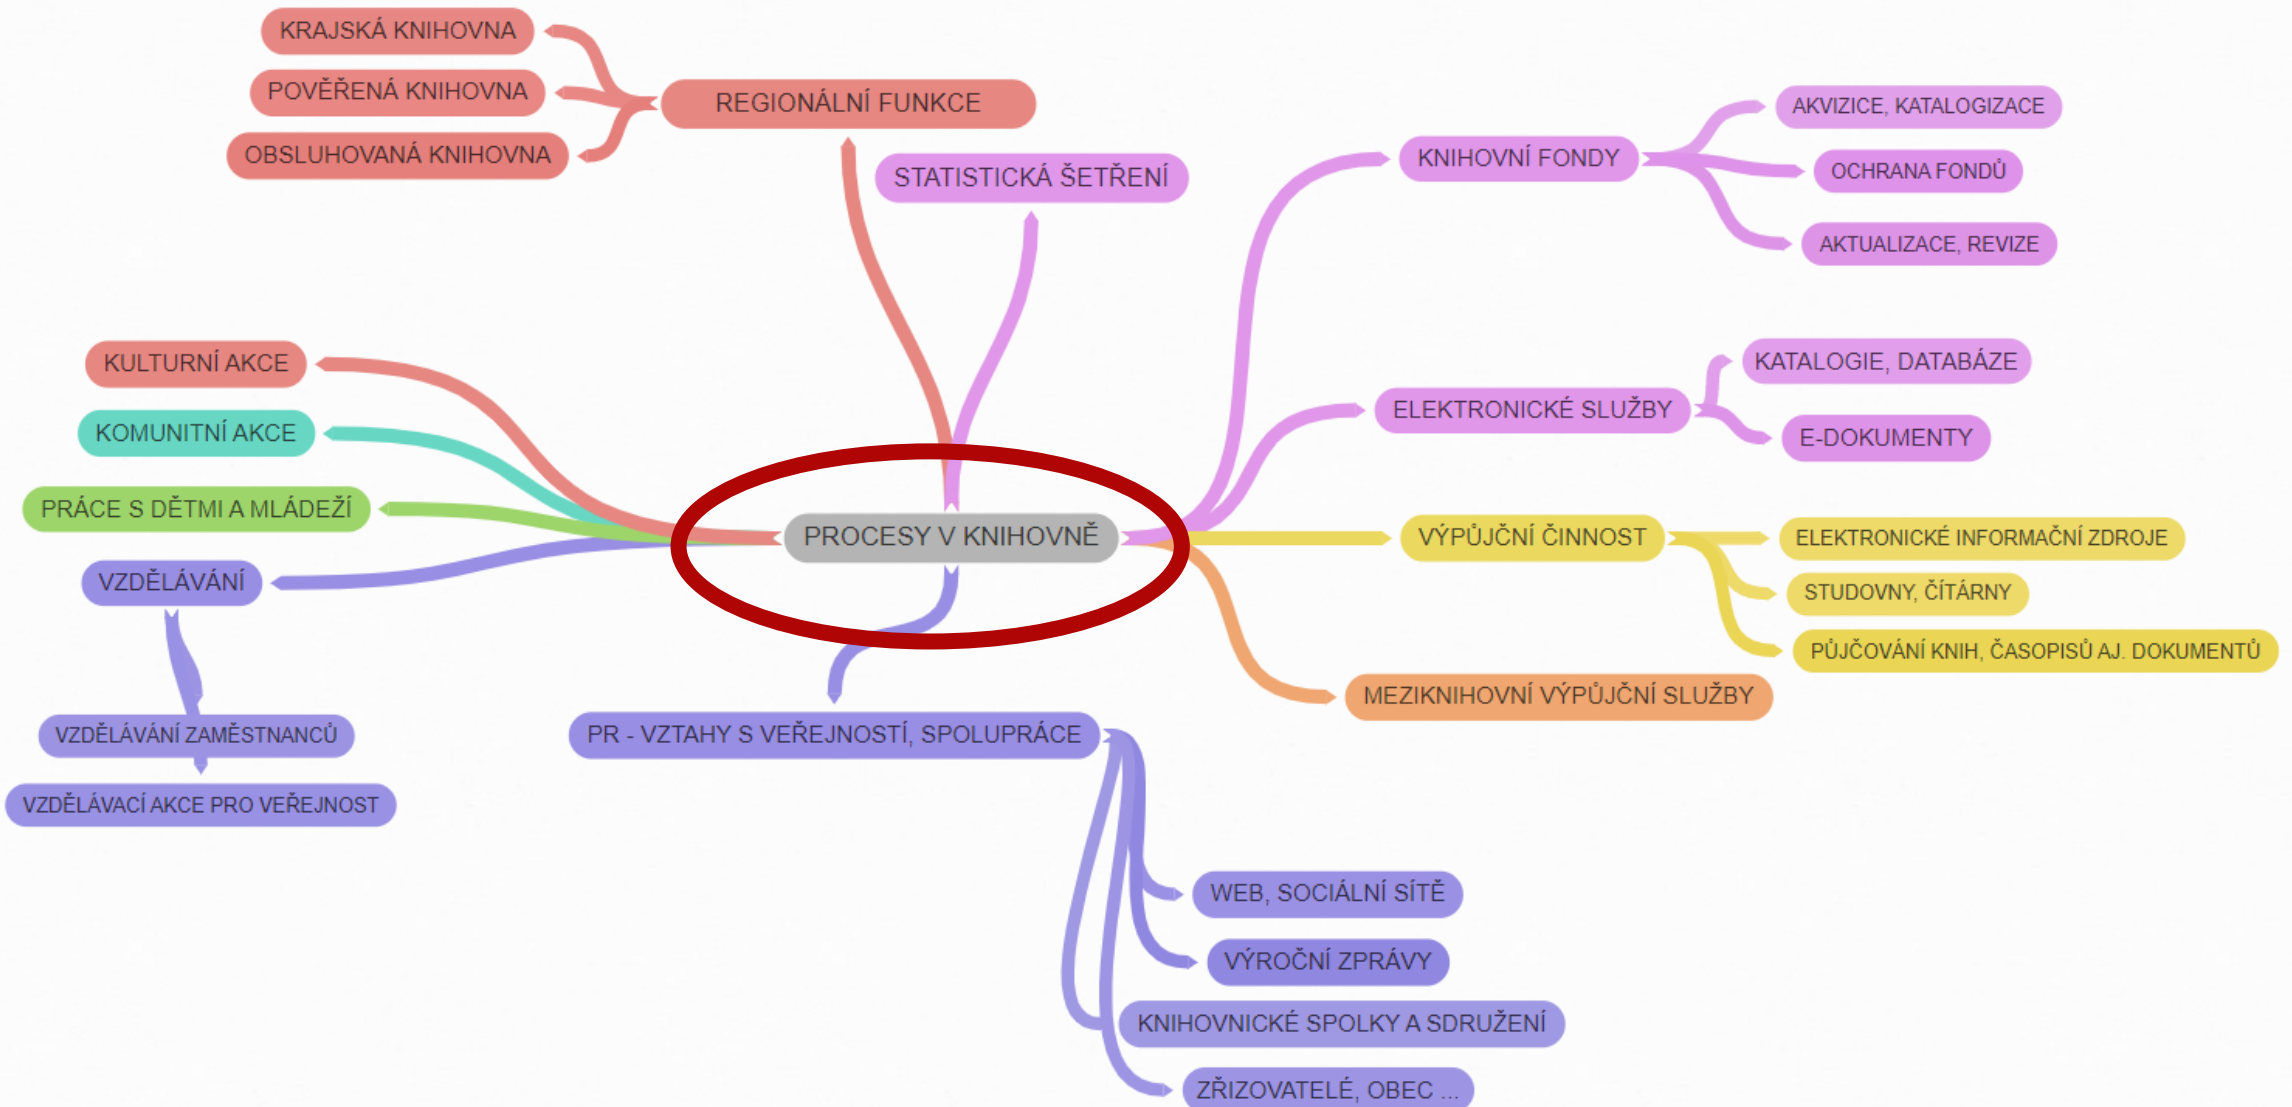 KRAJSKÁ KNIHOVNA
POVĚŘENÁ KNIHOVNA
OBSLUHOVANÁ KNIHOVNA
REGIONÁLNÍ FUNKCE
STATISTICKÁ ŠETŘENÍ
KNIHOVNÍ FONDY
AKVIZICE, KATALOGIZACE
OCHRANA FONDŮ
AKTUALIZACE, REVIZE
KULTURNÍ AKCE
KOMUNITNÍ AKCE
PRÁCE S DĚTMI A MLÁDEŽÍ
VZDĚLÁVÁNÍ
VZDĚLÁVÁNÍ ZAMĚSTNANCŮ
VZDĚLÁVACÍ AKCE PRO VEŘEJNOST
PROCESY V KNIHOVNĚ
ELEKTRONICKÉ SLUŽBY
KATALOGIE, DATABÁZE
E-DOKUMENTY
VÝPŮJČNÍ ČINNOST
ELEKTRONICKÉ INFORMAČNÍ ZDROJE
STUDOVNY, ČÍTÁRNY
PŮJČOVÁNÍ KNIH, ČASOPISŮ AJ. DOKUMENTŮ
MEZIKNIHOVNÍ VÝPŮJČNÍ SLUŽBY
PR - VZTAHY S VEŘEJNOSTÍ, SPOLUPRÁCE
WEB, SOCIÁLNÍ SÍTĚ
VÝROČNÍ ZPRÁVY
KNIHOVNICKÉ SPOLKY A SDRUŽENÍ
ZŘIZOVATELÉ, OBEC ...